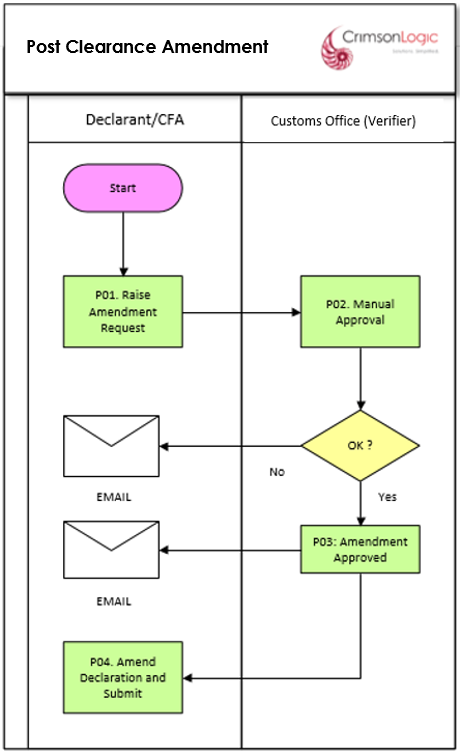 Post Clearance Amendment
CrimsonLogic
Declarant/CFA
Customs Office (Verifier)
Start
P01. Raise
Amendment
Request
P02. Manual
Approval
OK ?
No
Yes
EMAIL
P03: Amendment
Approved
EMAIL
P04. Amend
Declaration and
Submit